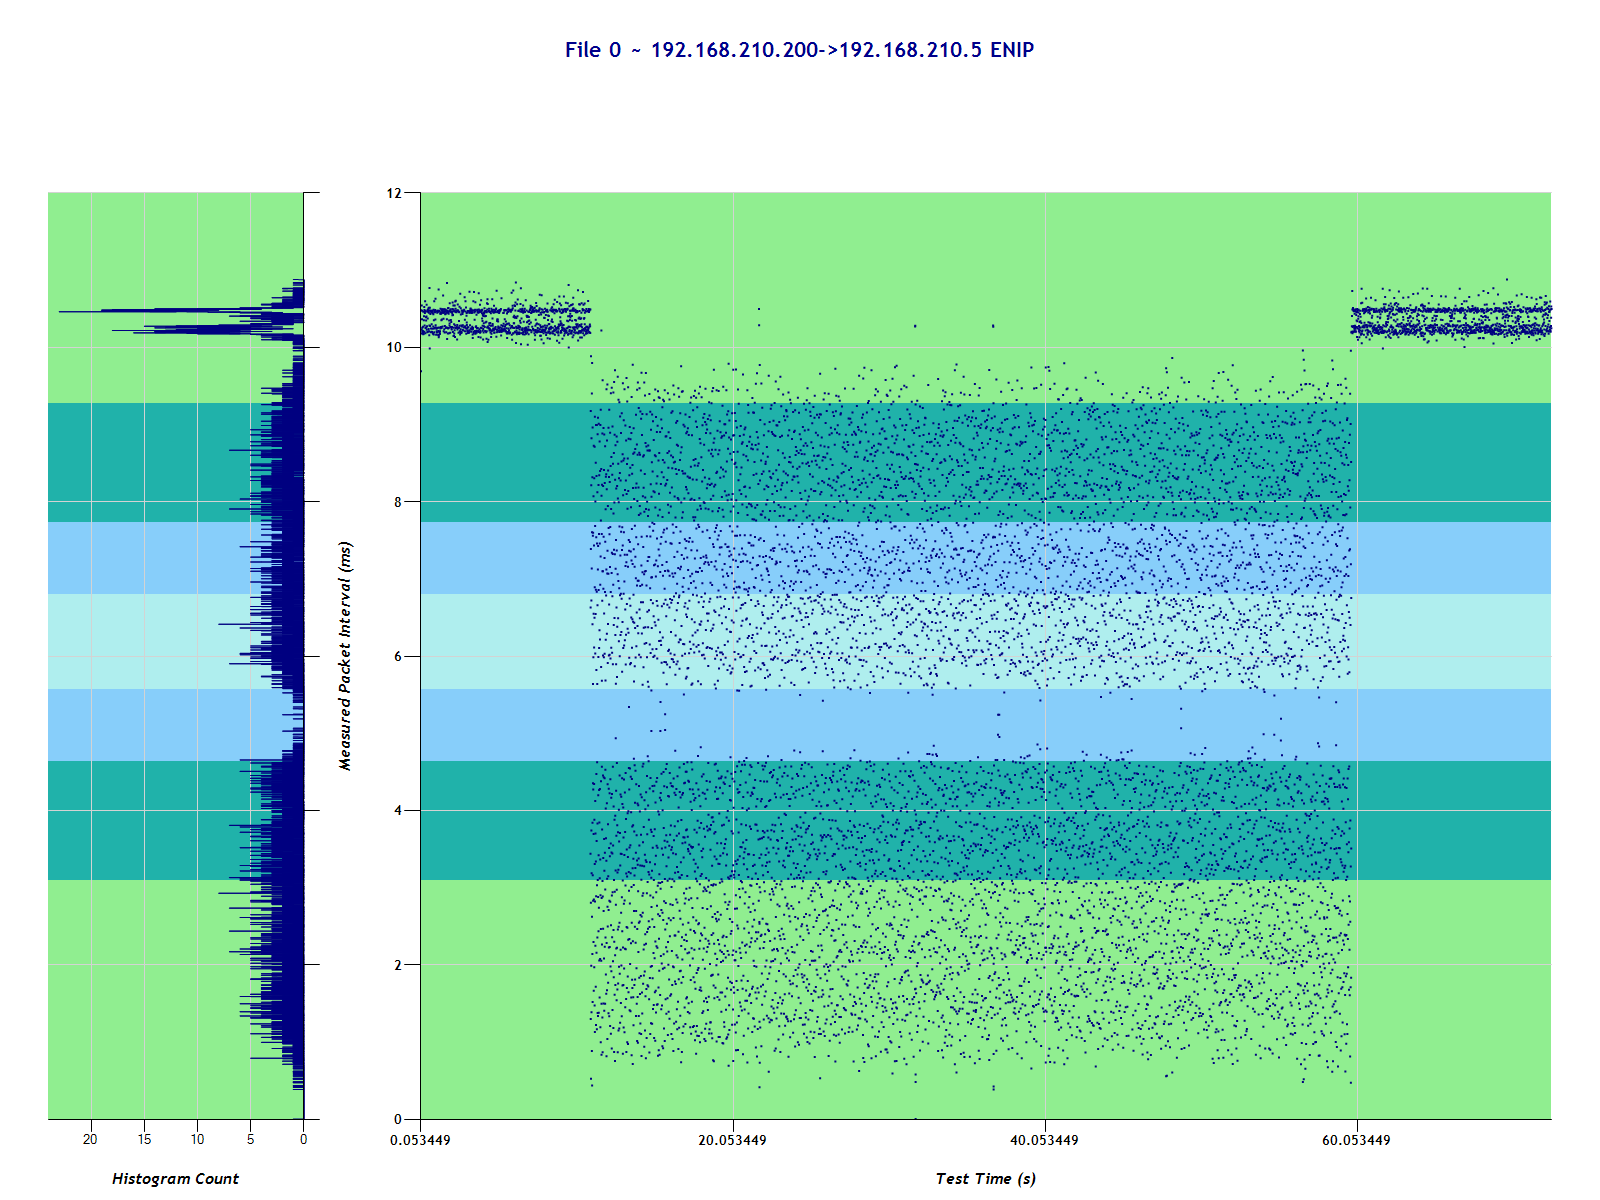 File 0 ~ 192.168.210.200->192.168.210.5 ENIP
12
10
8
6
4
2
0
Measured Packet Interval (ms)
20 15 10 5 0
0.053449 20.053449 40.053449 60.053449
Histogram Count
Test Time (s)